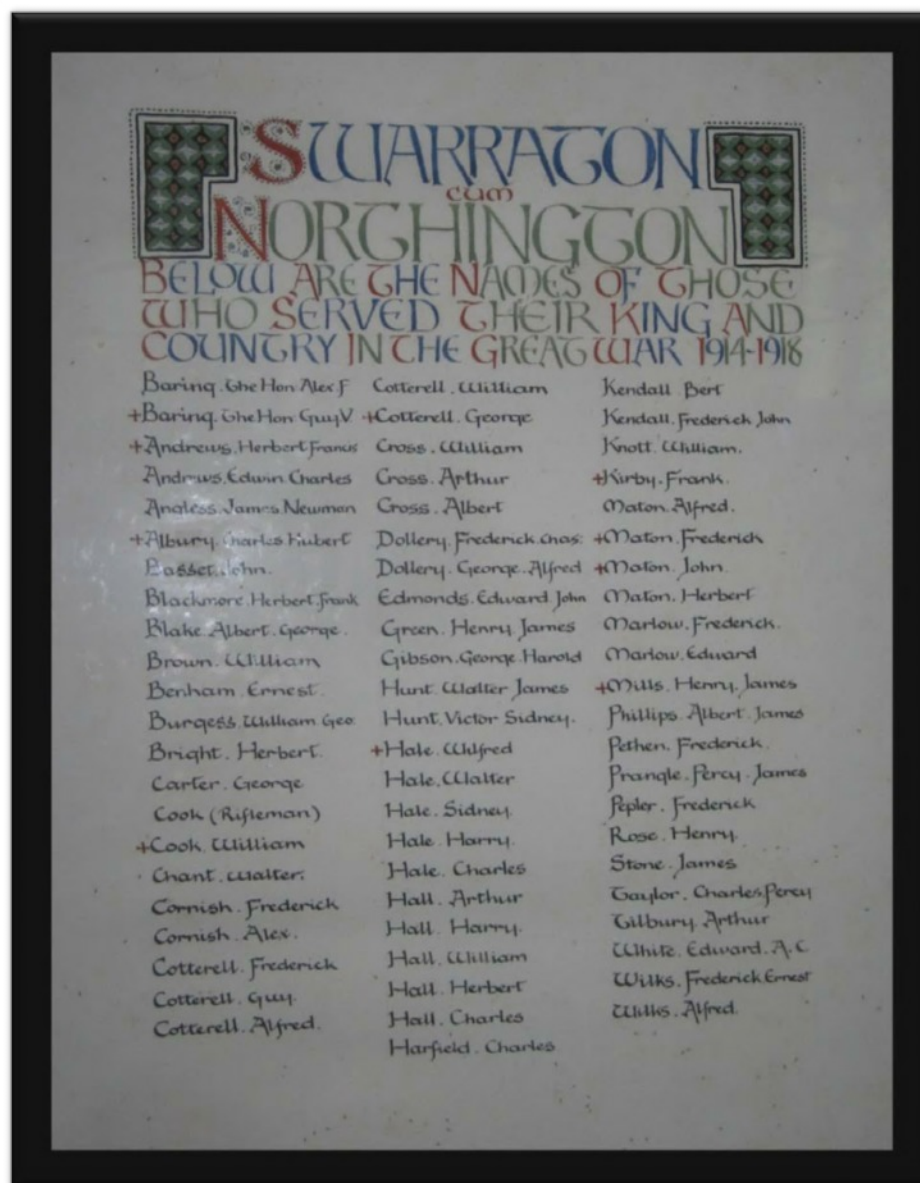 SWARRATON
cum
NORTHINGTON
BELOW ARE THE NAMES OF THOSE
WHO SERVED THEIR KING AND
COUNTRY IN THE GREAT WAR 1914-1918
Baring. The Hon Alex F
+Baring. The Hon Guy V.
+Andrews. Herbert Francis
Andrews. Edwin Charles
Angless. James. Newman
+Albury. Charles Hubert
Basset. John.
Blackmore. Herbert. Frank
Blake. Albert. George.
Brown. William
Benham. Ernest.
Burgess. William. Geo.
Bright. Herbert.
Carter. George
Cook (Rifleman)
+Cook. William
Chant. Walter.
Cornish. Frederick
Cornish. Alex.
Cotterell. Frederick
Cotterell. Guy.
Cotterell. Alfred.
Cotterell. William
+Cotterell. George
Cross. William
Cross. Arthur
Cross. Albert
Dollery. Frederick. Chas:
Dollery. George. Alfred
Edmonds. Edward. John
Green. Henry James
Gibson. George. Harold
Hunt. Walter James
Hunt. Victor Sidney.
+Hale. Wilfred
Hale. Walter
Hale. Sidney
Hale. Harry.
Hale. Charles
Hall. Arthur
Hall. Harry.
Hall. William
Hall. Herbert
Hall. Charles
Harfield. Charles
Kendall. Bert
Kendall. Frederick John
Knott. William.
+Kirby. Frank.
Maton. Alfred.
+Maton. Frederick
+Maton. John.
Maton. Herbert
Marlow. Frederick.
Marlow. Edward
+Mills. Henry. James
Phillips. Albert. James
Pethen. Frederick.
Prangle. Percy. James
Pepler. Frederick
Rose. Henry.
Stone. James
Taylor. Charles. Percy
Tilbury. Arthur
White. Edward. A. C.
Wilks. Frederick Ernest
Wilks. Alfred.